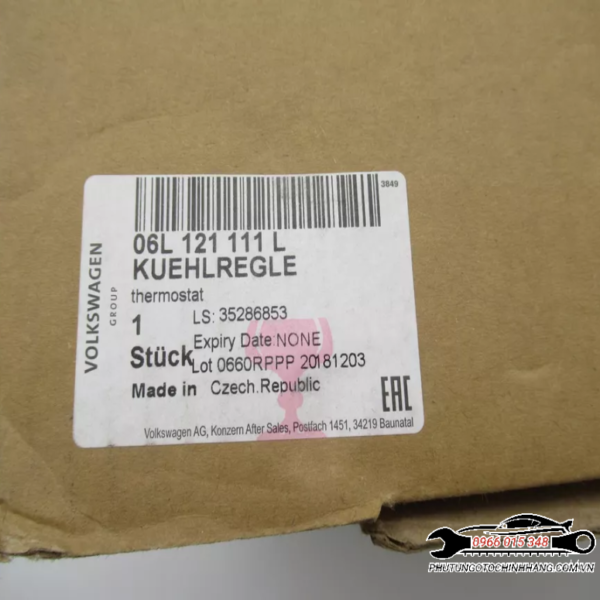 3849
06L 121 111 L
KUEHLREGLE
thermostat
1
LS: 35286853
Expiry Date:NONE
Stück
Lot 0660RPPP 20181203
Made in Czech.Republic
EAC
Volkswagen AG, Konzern After Sales, Postfach 1451, 34219 Baunatal
VOLKSWAGEN
GROUP
0966 015 348
PHUTUNGOTOCHINHHANG.COM.VN